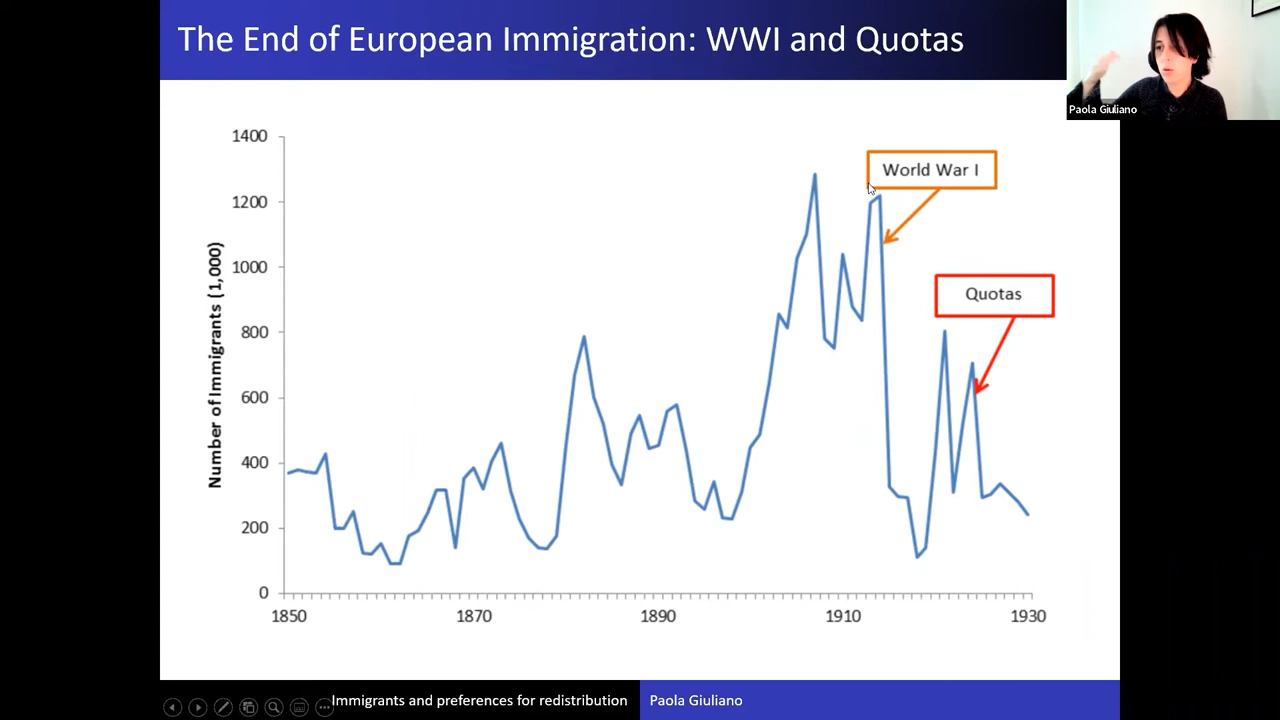 The End of European Immigration: WWI and Quotas
Paola Giuliano
1400
1200
1000
800
600
400
200
0
Number of Immigrants (1,000)
World War I
Quotas
1850
1870
1890
1910
1930
Immigrants and preferences for redistribution
Paola Giuliano